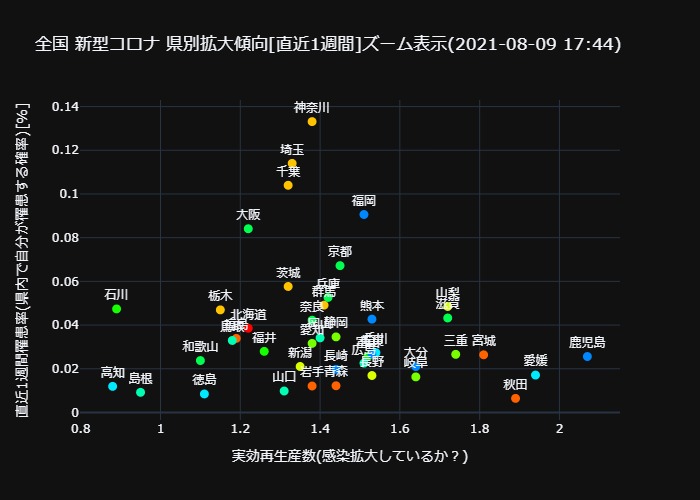 全国 新型コロナ 県別拡大傾向[直近1週間]ズーム表示(2021-08-09 17:44)
直近1週間罹患率(県内で自分が罹患する確率)[%]
0.14
0.12
0.1
0.08
0.06
0.04
0.02
0
神奈川
埼玉
千葉
福岡
大阪
京都
茨城
兵庫
群馬
山梨
滋賀
石川
栃木
奈良
熊本
北海道
静岡
愛知
三重
宮城
鹿児島
和歌山
福井
新潟
広島
長野
長崎
大分
岐阜
香川
高知
島根
徳島
山口
岩手
青森
愛媛
秋田
0.8
1
1.2
1.4
1.6
1.8
2
実効再生産数(感染拡大しているか？)